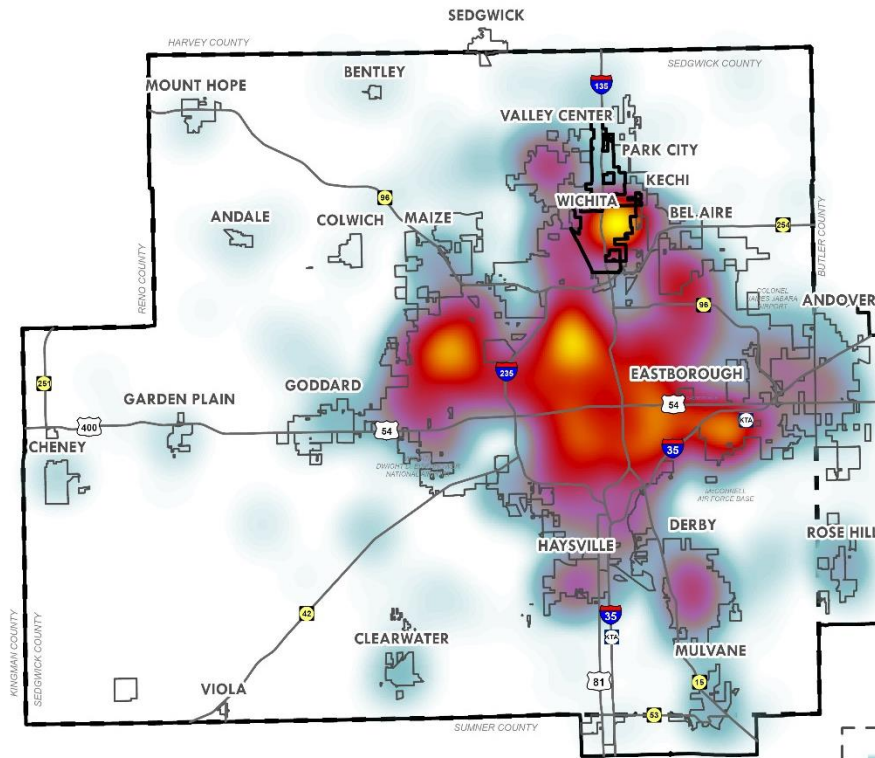 SEDGWICK
HARVEY COUNTY
SEDGWICK COUNTY
BENTLEY
MOUNT HOPE
135
VALLEY CENTER
PARK CITY
KECHI
96
WICHITA
BEL AIRE
ANDALE
COLWICH
MAIZE
254
BUTLER COUNTY
RENO COUNTY
COLONEL
JAMES JABARA
AIRPORT
96
ANDOVER
251
235
EASTBOROUGH
GARDEN PLAIN
GODDARD
54
400
54
KTA
CHENEY
35
NATIONAL
McCONNELL
AIR FORCE BASE
DERBY
HAYSVILLE
ROSE HILL
42
35
KTA
CLEARWATER
MULVANE
KINGMAN COUNTY
SEDGWICK COUNTY
81
15
VIOLA
53
SUMNER COUNTY